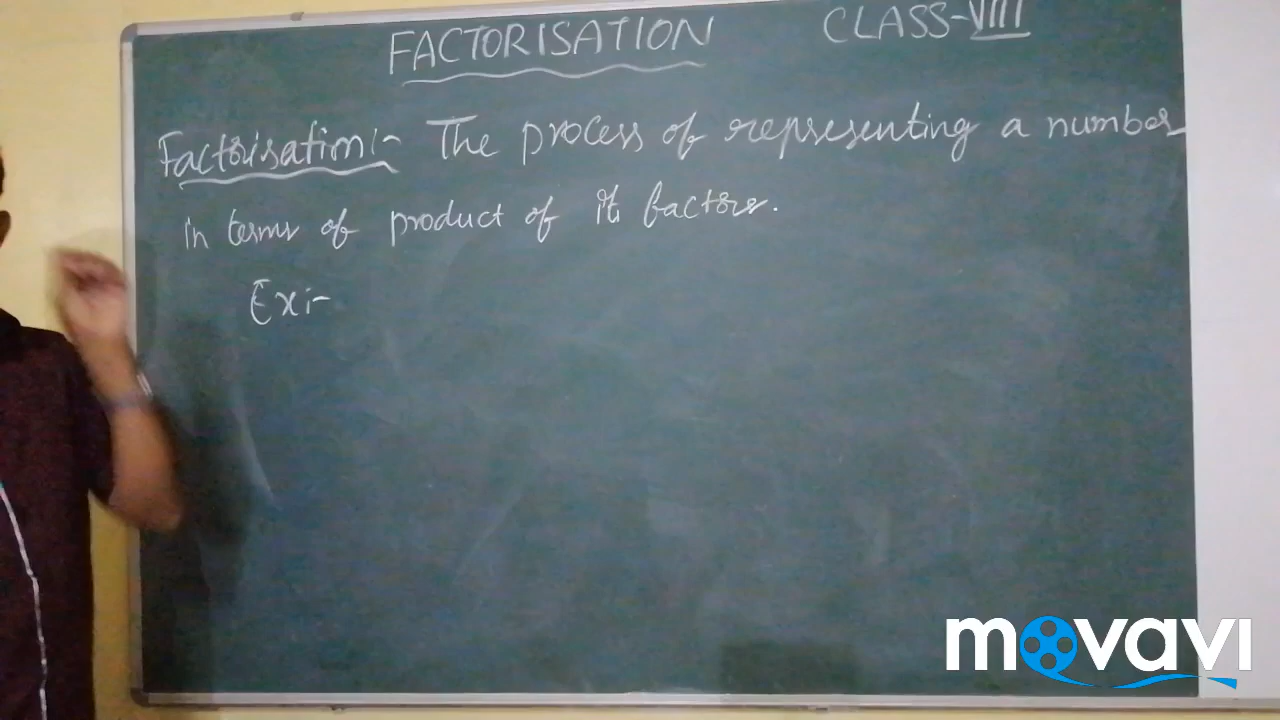 FACTORISATION CLASS-VIII
Factorisation:- The process of representing a number
in terms of product of its factors.
Ex:-
movavi